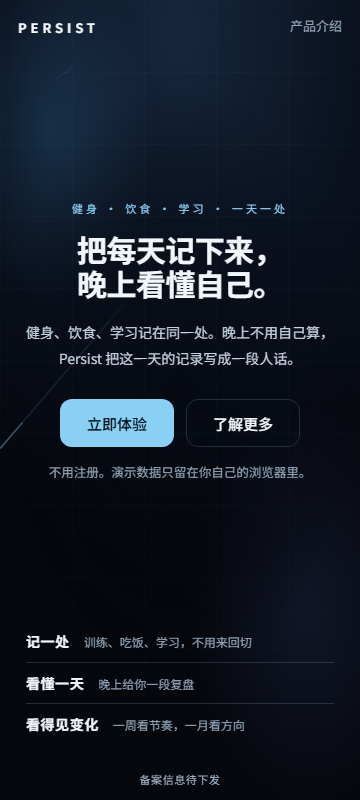 PERSIST
产品介绍
健身 · 饮食 · 学习 · 一天一处
把每天记下来，
晚上看懂自己。
健身、饮食、学习记在同一处。晚上不用自己算，
Persist 把这一天的记录写成一段人话。
立即体验
了解更多
不用注册。演示数据只留在你自己的浏览器里。
记一处 训练、吃饭、学习，不用来回切
看懂一天 晚上给你一段复盘
看得见变化 一周看节奏，一月看方向
备案信息待下发